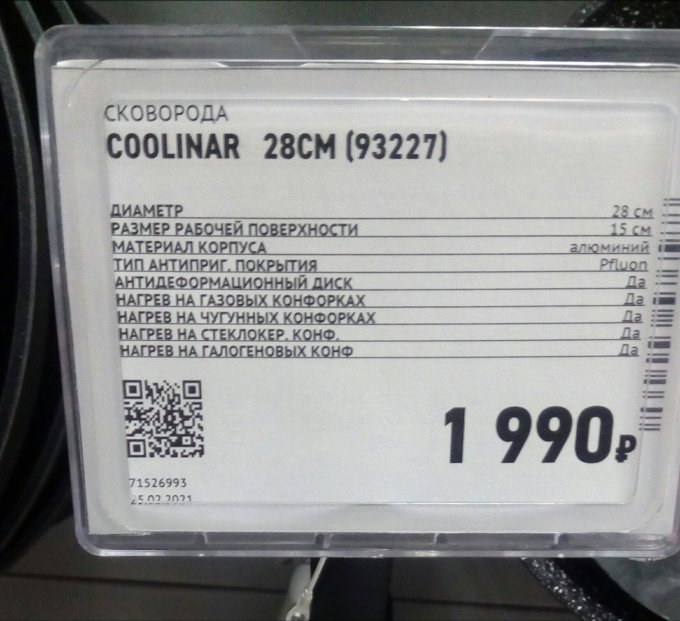 СКОВОРОДА
COOLINAR 28СМ (93227)
ДИАМЕТР 28 см
РАЗМЕР РАБОЧЕЙ ПОВЕРХНОСТИ 15 см
МАТЕРИАЛ КОРПУСА алюминий
ТИП АНТИПРИГ. ПОКРЫТИЯ Pfluon
АНТИДЕФОРМАЦИОННЫЙ ДИСК Да
НАГРЕВ НА ГАЗОВЫХ КОНФОРКАХ Да
НАГРЕВ НА ЧУГУННЫХ КОНФОРКАХ Да
НАГРЕВ НА СТЕКЛОКЕР. КОНФ. Да
НАГРЕВ НА ГАЛОГЕНОВЫХ КОНФ Да
1 990₽
71526993
25.02.2021